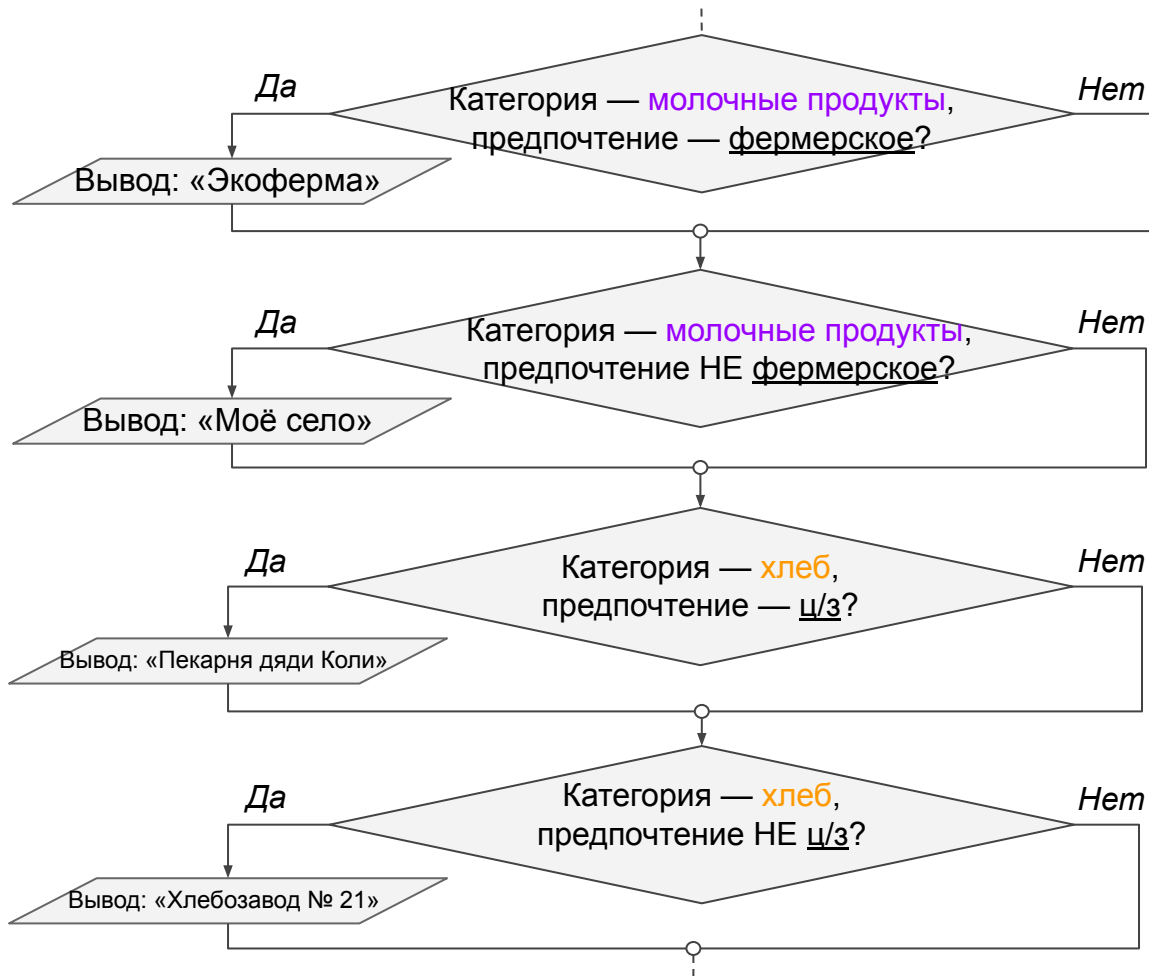 Да
Нет
Категория — молочные продукты,
предпочтение — фермерское?
Вывод: «Экоферма»
Да
Нет
Категория — молочные продукты,
предпочтение НЕ фермерское?
Вывод: «Моё село»
Да
Нет
Категория — хлеб,
предпочтение — ц/з?
Вывод: «Пекарня дяди Коли»
Да
Нет
Категория — хлеб,
предпочтение НЕ ц/з?
Вывод: «Хлебозавод № 21»